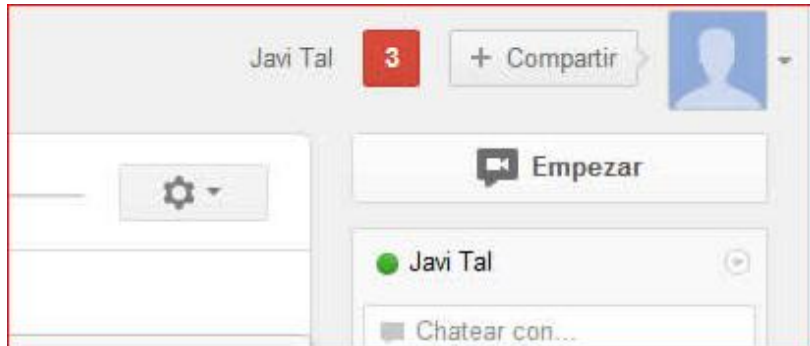 Javi Tal 3 + Compartir
Empezar
Javi Tal
Chatear con...